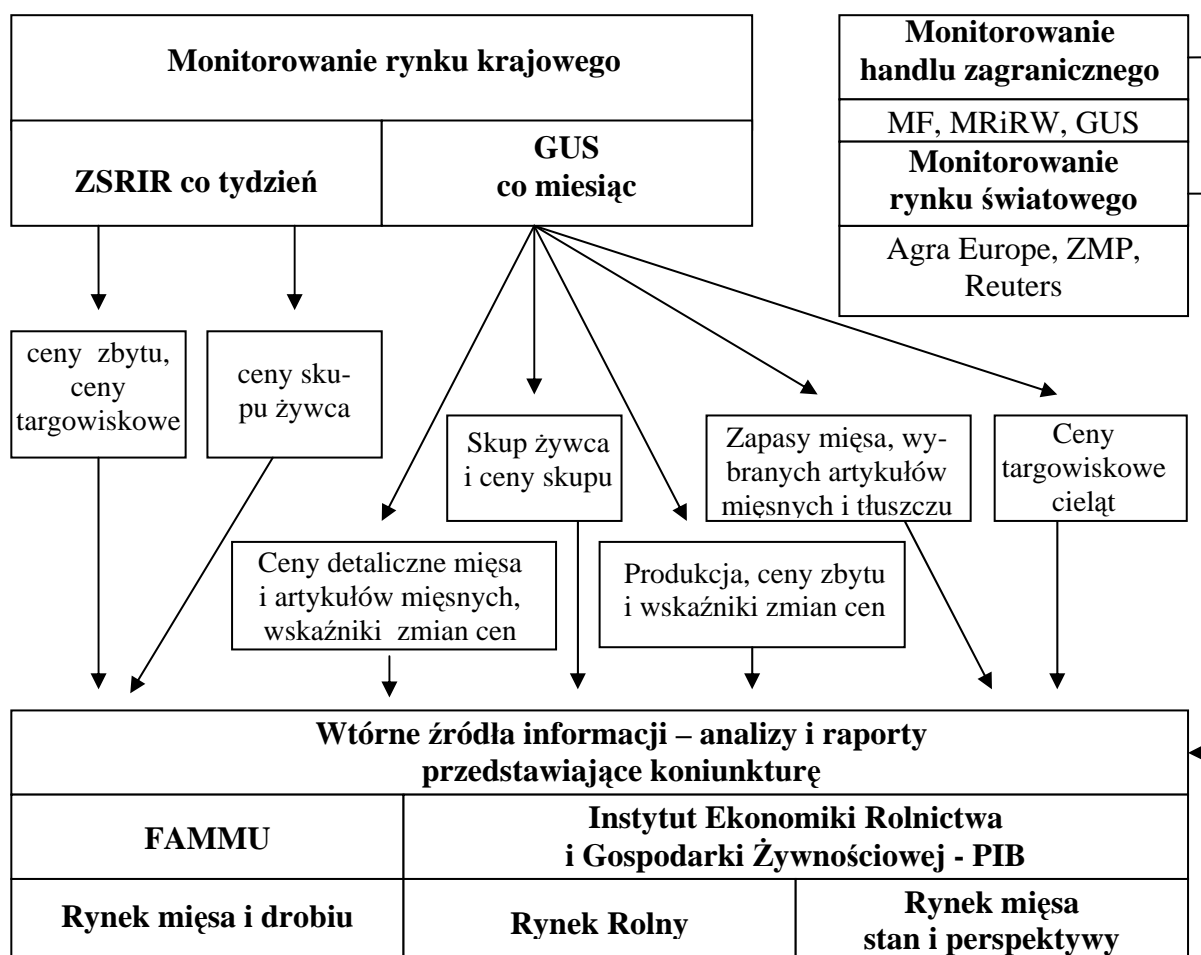 Monitorowanie rynku krajowego
ZSRIR co tydzień
GUS
co miesiąc
Monitorowanie
handlu zagranicznego
MF, MRiRW, GUS
Monitorowanie
rynku światowego
Agra Europe, ZMP,
Reuters
ceny zbytu,
ceny
targowiskowe
ceny sku-
pu żywca
Skup żywca
i ceny skupu
Zapasy mięsa, wy-
branych artykułów
mięsnych i tłuszczu
Ceny
targowiskowe
cieląt
Ceny detaliczne mięsa
i artykułów mięsnych,
wskaźniki zmian cen
Produkcja, ceny zbytu
i wskaźniki zmian cen
Wtórne źródła informacji – analizy i raporty
przedstawiające koniunkturę
FAMMU
Instytut Ekonomiki Rolnictwa
i Gospodarki Żywnościowej - PIB
Rynek mięsa i drobiu
Rynek Rolny
Rynek mięsa
stan i perspektywy